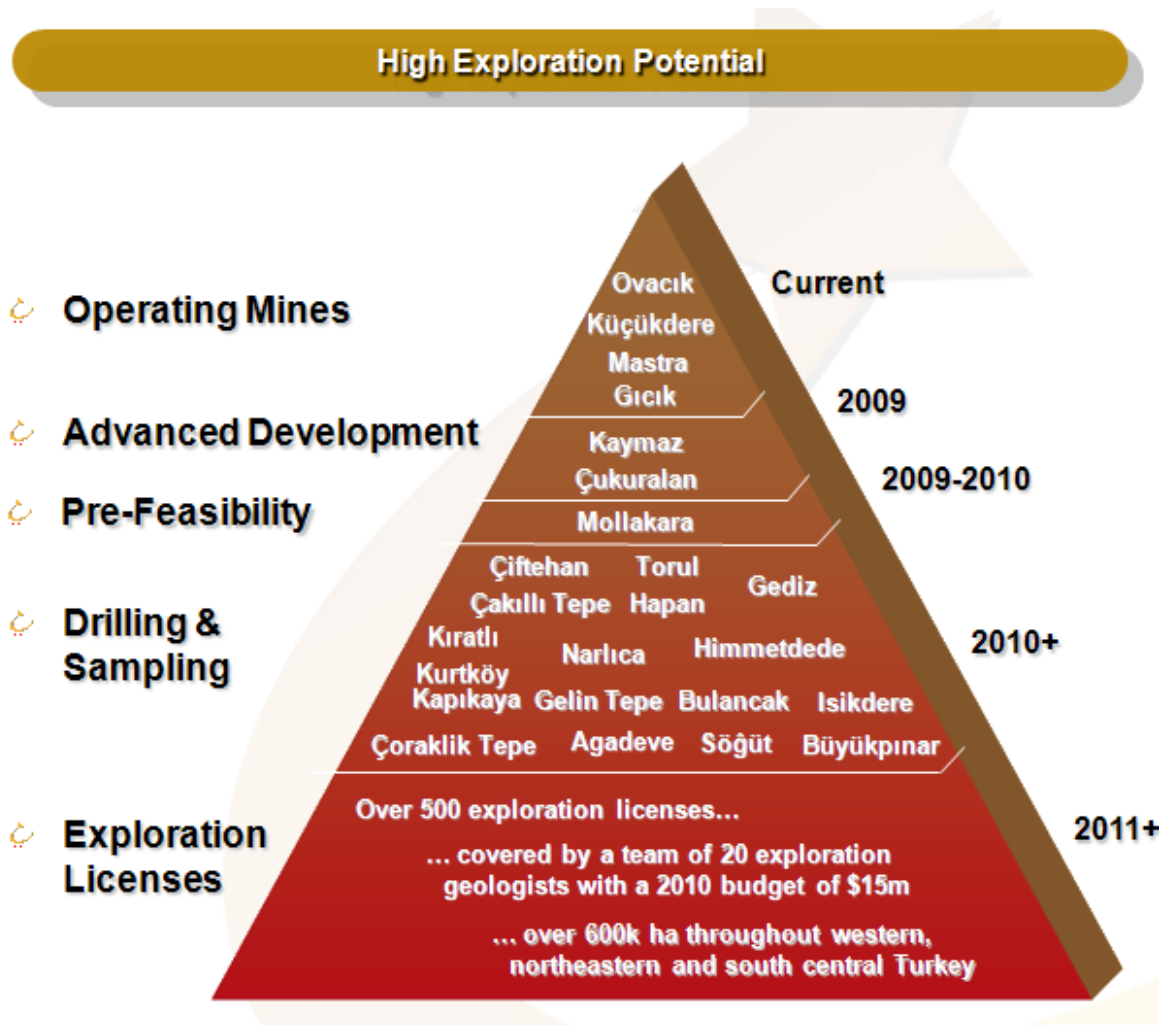 High Exploration Potential
Operating Mines
Advanced Development
Pre-Feasibility
Drilling &
Sampling
Exploration
Licenses
Ovacık
Küçükdere
Mastra
Gıcık
Kaymaz
Çukuralan
Mollakara
Çiftehan Torul Gediz
Çakıllı Tepe Hapan
Kıratlı Narlıca Himmetdede
Kurtköy
Kapıkaya Gelin Tepe Bulancak Isikdere
Çoraklik Tepe Agadeve Söĝüt Büyükpınar
Over 500 exploration licenses…
… covered by a team of 20 exploration
geologists with a 2010 budget of $15m
… over 600k ha throughout western,
northeastern and south central Turkey
Current
2009
2009-2010
2010+
2011+